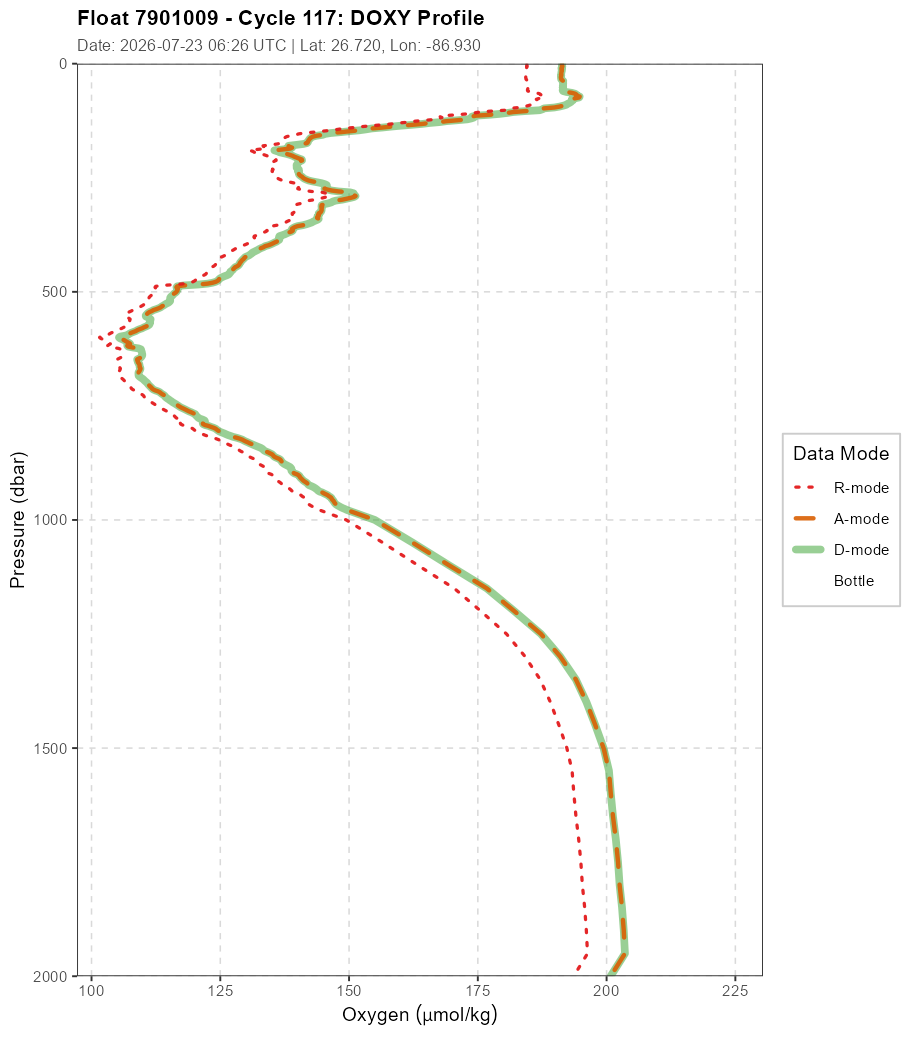 Float 7901009 - Cycle 117: DOXY Profile
Date: 2026-07-23 06:26 UTC | Lat: 26.720, Lon: -86.930
0
500
1000
1500
2000
Pressure (dbar)
100 125 150 175 200 225
Oxygen (μmol/kg)
Data Mode
R-mode
A-mode
D-mode
Bottle